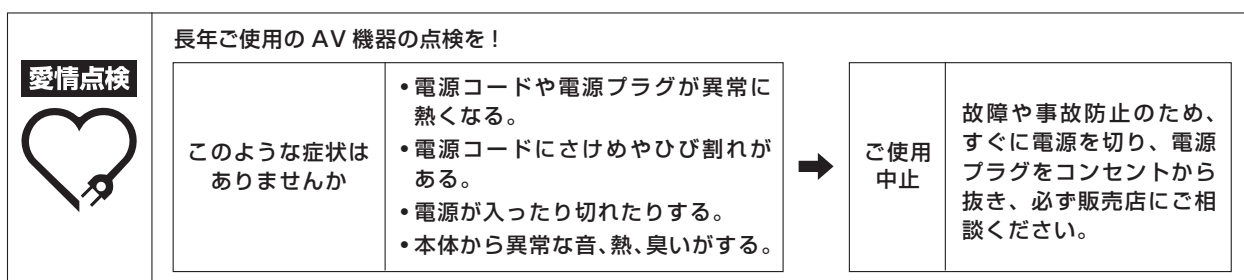 長年ご使用の AV 機器の点検を！
愛情点検
このような症状は
ありませんか
•電源コードや電源プラグが異常に
熱くなる。
•電源コードにさけめやひび割れが
ある。
•電源が入ったり切れたりする。
•本体から異常な音、熱、臭いがする。
ご使用
中止
故障や事故防止のため、
すぐに電源を切り、電源
プラグをコンセントから
抜き、必ず販売店にご相
談ください。